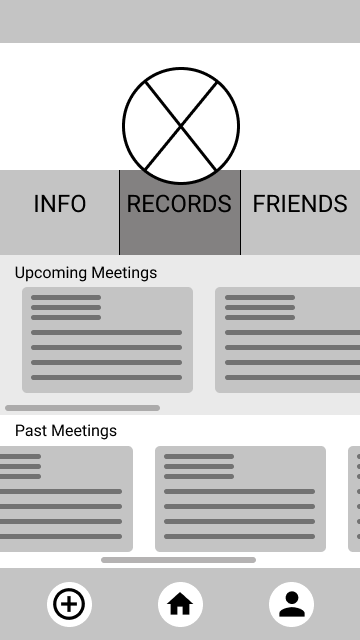 INFO
RECORDS
FRIENDS
Upcoming Meetings
Past Meetings